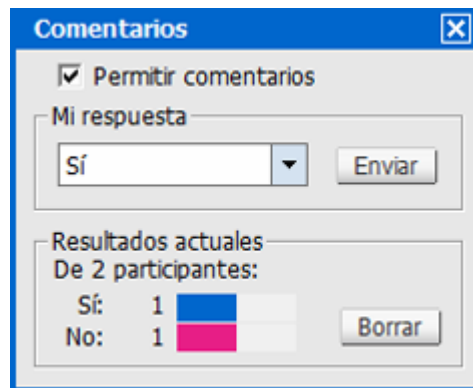 Comentarios
Permitir comentarios
Mi respuesta
Sí
Enviar
Resultados actuales
De 2 participantes:
Sí: 1
No: 1
Borrar